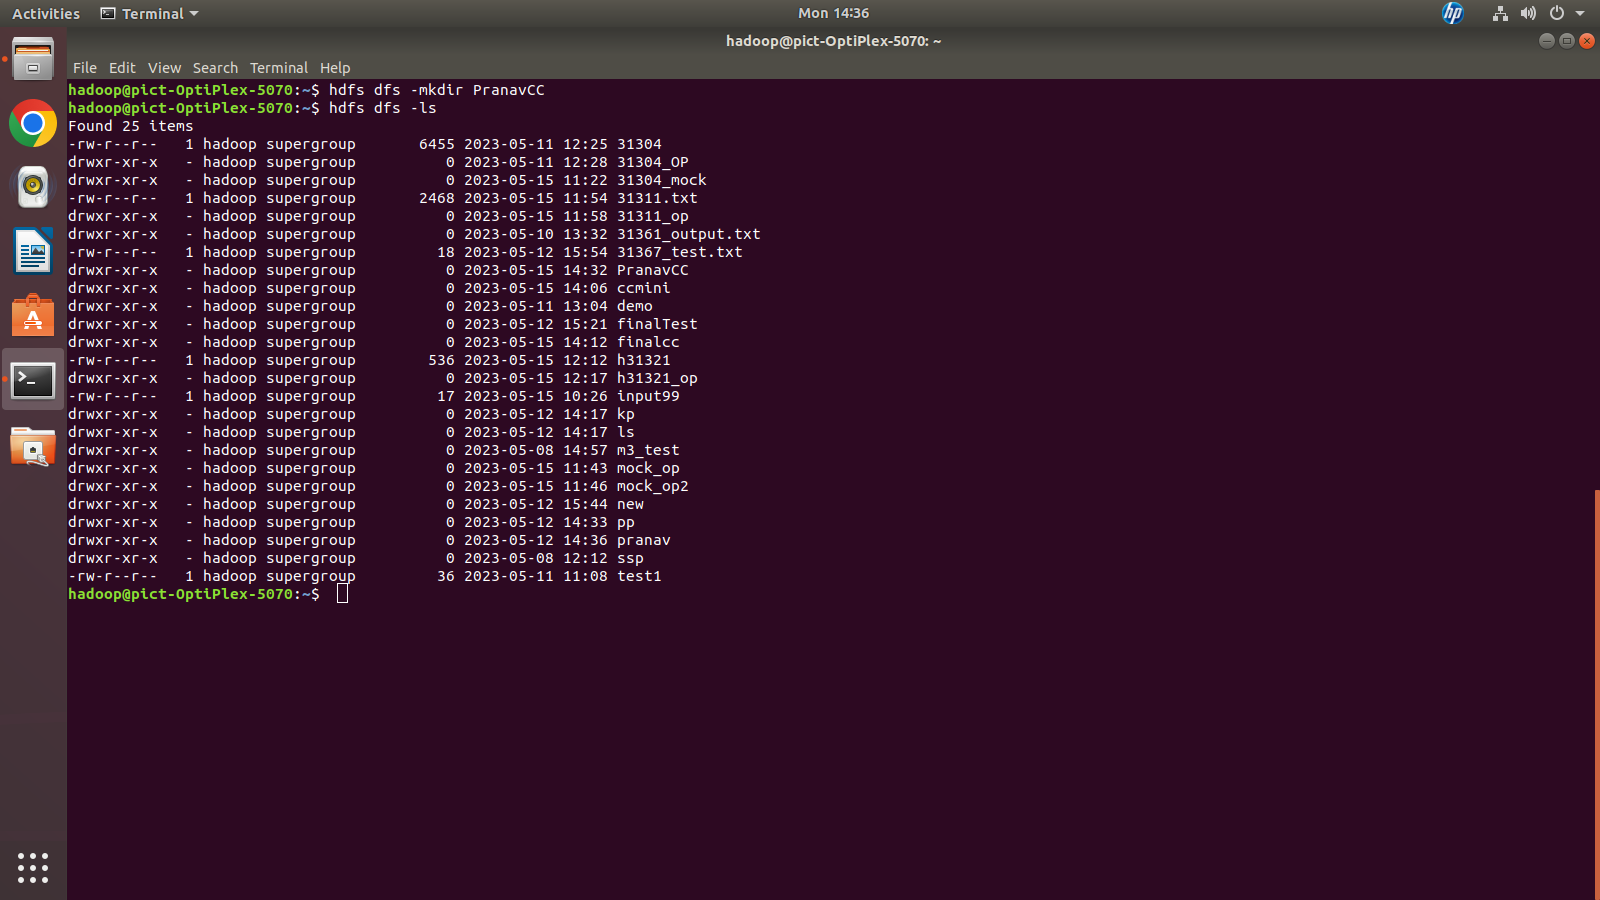 Activities Terminal Mon 14:36 hp
hadoop@pict-OptiPlex-5070: ~
File Edit View Search Terminal Help
hadoop@pict-OptiPlex-5070:~$ hdfs dfs -mkdir PranavCC
hadoop@pict-OptiPlex-5070:~$ hdfs dfs -ls
Found 25 items
-rw-r--r--   1 hadoop supergroup       6455 2023-05-11 12:25 31304
drwxr-xr-x   - hadoop supergroup          0 2023-05-11 12:28 31304_OP
drwxr-xr-x   - hadoop supergroup          0 2023-05-15 11:22 31304_mock
-rw-r--r--   1 hadoop supergroup       2468 2023-05-15 11:54 31311.txt
drwxr-xr-x   - hadoop supergroup          0 2023-05-15 11:58 31311_op
drwxr-xr-x   - hadoop supergroup          0 2023-05-10 13:32 31361_output.txt
-rw-r--r--   1 hadoop supergroup         18 2023-05-12 15:54 31367_test.txt
drwxr-xr-x   - hadoop supergroup          0 2023-05-15 14:32 PranavCC
drwxr-xr-x   - hadoop supergroup          0 2023-05-15 14:06 ccmini
drwxr-xr-x   - hadoop supergroup          0 2023-05-11 13:04 demo
drwxr-xr-x   - hadoop supergroup          0 2023-05-12 15:21 finalTest
drwxr-xr-x   - hadoop supergroup          0 2023-05-15 14:12 finalcc
-rw-r--r--   1 hadoop supergroup        536 2023-05-15 12:12 h31321
drwxr-xr-x   - hadoop supergroup          0 2023-05-15 12:17 h31321_op
-rw-r--r--   1 hadoop supergroup         17 2023-05-15 10:26 input99
drwxr-xr-x   - hadoop supergroup          0 2023-05-12 14:17 kp
drwxr-xr-x   - hadoop supergroup          0 2023-05-12 14:17 ls
drwxr-xr-x   - hadoop supergroup          0 2023-05-08 14:57 m3_test
drwxr-xr-x   - hadoop supergroup          0 2023-05-15 11:43 mock_op
drwxr-xr-x   - hadoop supergroup          0 2023-05-15 11:46 mock_op2
drwxr-xr-x   - hadoop supergroup          0 2023-05-12 15:44 new
drwxr-xr-x   - hadoop supergroup          0 2023-05-12 14:33 pp
drwxr-xr-x   - hadoop supergroup          0 2023-05-12 14:36 pranav
drwxr-xr-x   - hadoop supergroup          0 2023-05-08 12:12 ssp
-rw-r--r--   1 hadoop supergroup         36 2023-05-11 11:08 test1
hadoop@pict-OptiPlex-5070:~$